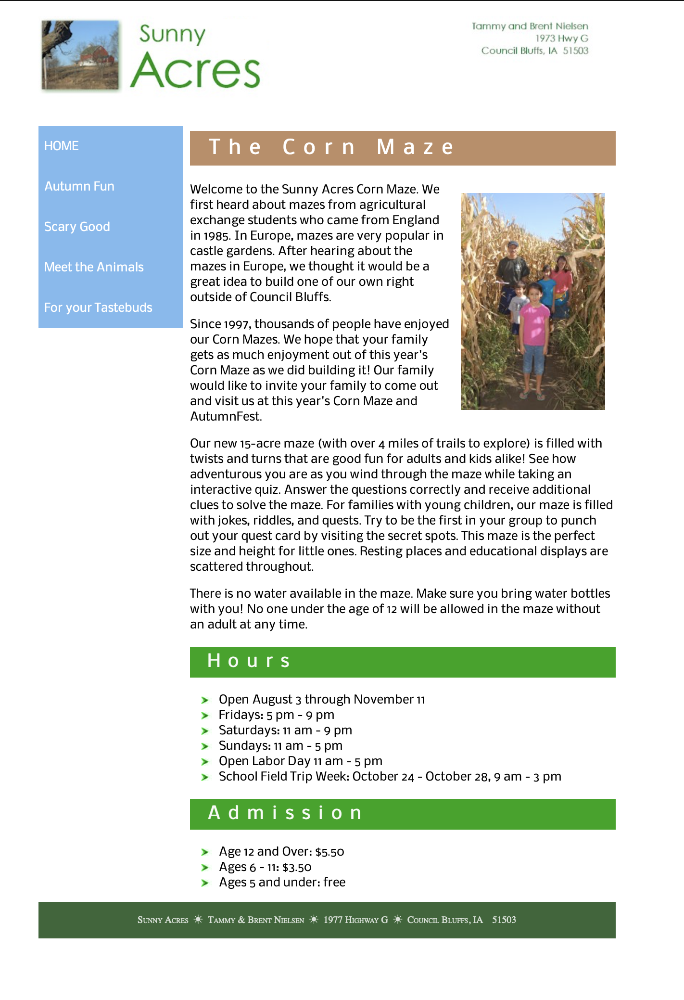 Sunny
Acres
Tammy and Brent Nielsen
1973 Hwy G
Council Bluffs, IA 51503
HOME
Autumn Fun
Scary Good
Meet the Animals
For your Tastebuds
The Corn Maze
Welcome to the Sunny Acres Corn Maze. We
first heard about mazes from agricultural
exchange students who came from England
in 1985. In Europe, mazes are very popular in
castle gardens. After hearing about the
mazes in Europe, we thought it would be a
great idea to build one of our own right
outside of Council Bluffs.
Since 1997, thousands of people have enjoyed
our Corn Mazes. We hope that your family
gets as much enjoyment out of this year's
Corn Maze as we did building it! Our family
would like to invite your family to come out
and visit us at this year's Corn Maze and
AutumnFest.
Our new 15-acre maze (with over 4 miles of trails to explore) is filled with
twists and turns that are good fun for adults and kids alike! See how
adventurous you are as you wind through the maze while taking an
interactive quiz. Answer the questions correctly and receive additional
clues to solve the maze. For families with young children, our maze is filled
with jokes, riddles, and quests. Try to be the first in your group to punch
out your quest card by visiting the secret spots. This maze is the perfect
size and height for little ones. Resting places and educational displays are
scattered throughout.
There is no water available in the maze. Make sure you bring water bottles
with you! No one under the age of 12 will be allowed in the maze without
an adult at any time.
Hours
Open August 3 through November 11
Fridays: 5 pm - 9 pm
Saturdays: 11 am - 9 pm
Sundays: 11 am - 5 pm
Open Labor Day 11 am - 5 pm
School Field Trip Week: October 24 - October 28, 9 am - 3 pm
Admission
Age 12 and Over: $5.50
Ages 6 - 11: $3.50
Ages 5 and under: free
Sunny Acres ☀ Tammy & Brent Nielsen ☀ 1977 Highway G ☀ Council Bluffs, IA 51503